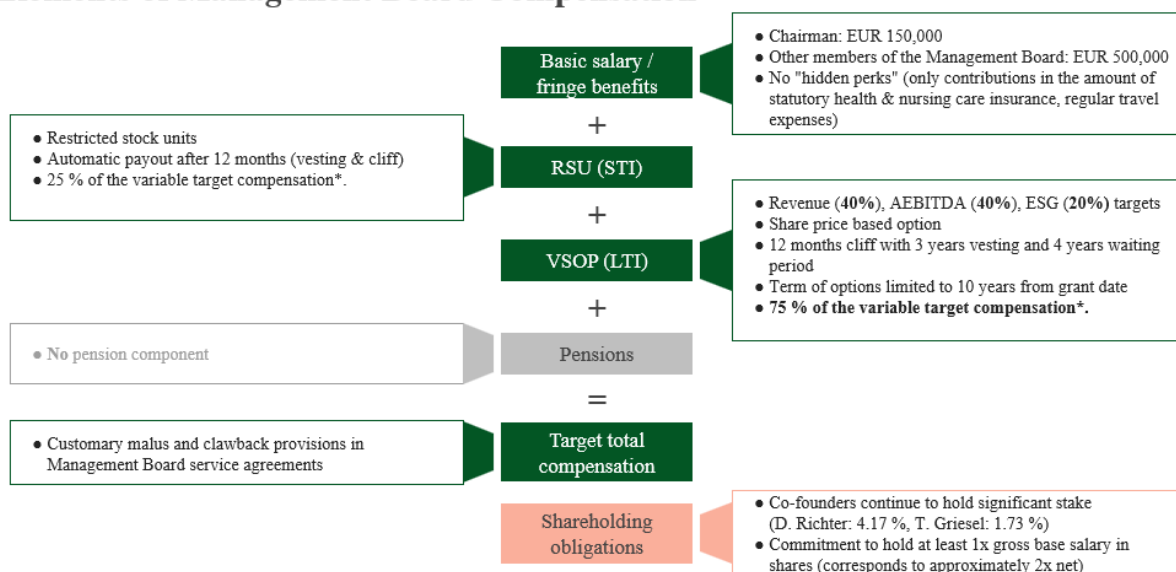 Elements of Management Board Compensation
Basic salary /
fringe benefits
● Chairman: EUR 150,000
● Other members of the Management Board: EUR 500,000
● No "hidden perks" (only contributions in the amount of
statutory health & nursing care insurance, regular travel
expenses)
+
● Restricted stock units
● Automatic payout after 12 months (vesting & cliff)
● 25 % of the variable target compensation*.
RSU (STI)
+
VSOP (LTI)
● Revenue (40%), AEBITDA (40%), ESG (20%) targets
● Share price based option
● 12 months cliff with 3 years vesting and 4 years waiting
period
● Term of options limited to 10 years from grant date
● 75 % of the variable target compensation*.
+
● No pension component
Pensions
=
● Customary malus and clawback provisions in
Management Board service agreements
Target total
compensation
Shareholding
obligations
● Co-founders continue to hold significant stake
(D. Richter: 4.17 %, T. Griesel: 1.73 %)
● Commitment to hold at least 1x gross base salary in
shares (corresponds to approximately 2x net)